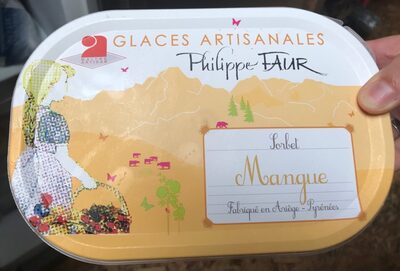 GLACES ARTISANALES
Philippe FAUR
Sorbet
Mangue
Fabriqué en Ariège - Pyrénées